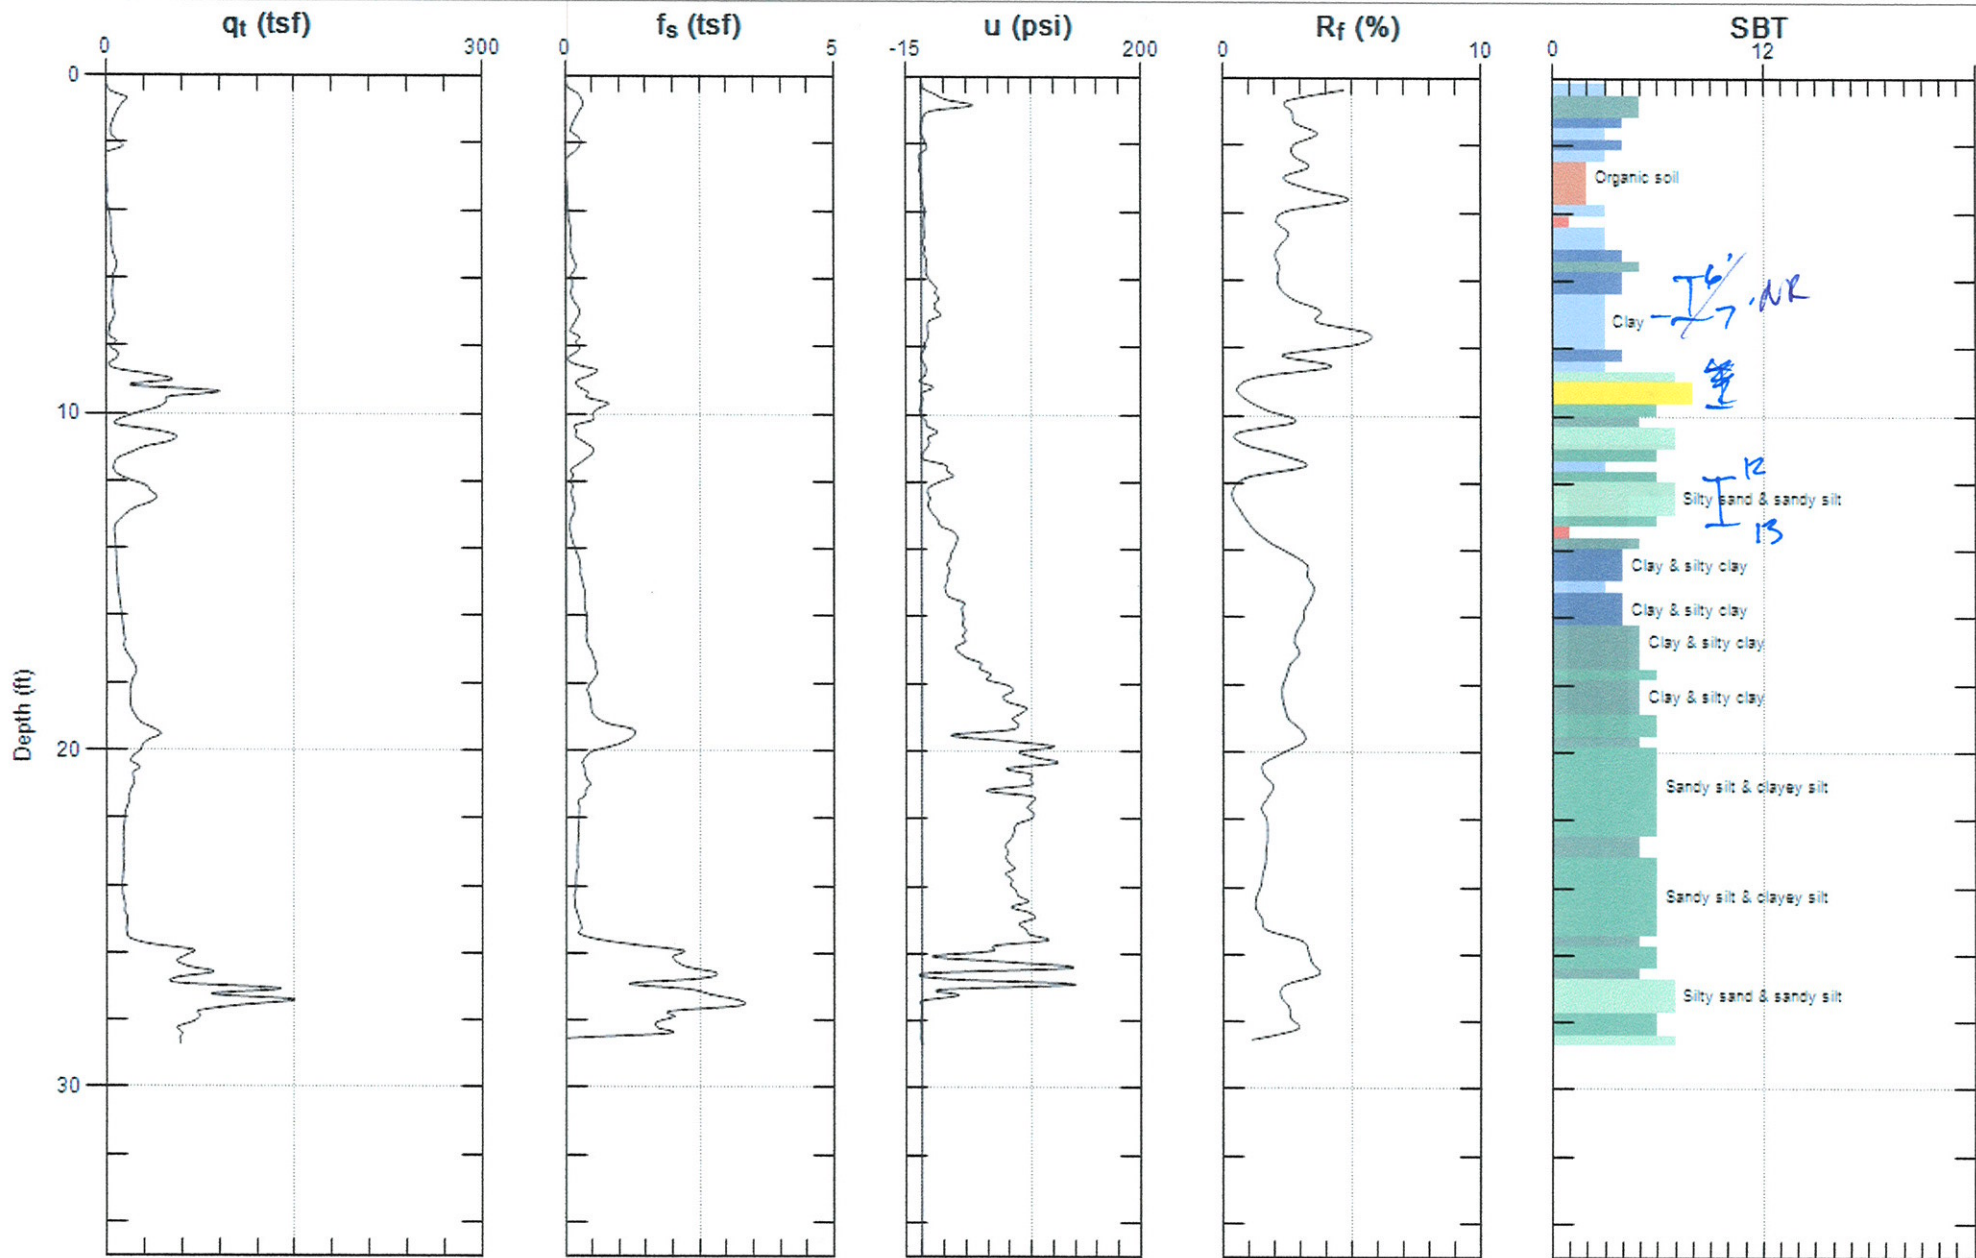 qt (tsf)
fs (tsf)
u (psi)
Rf (%)
SBT
0 300
0 5
-15 200
0 10
0 12
0
10
20
30
Depth (ft)
Organic soil
6'
7
NR
Clay
12
Silty sand & sandy silt
13
Clay & silty clay
Clay & silty clay
Clay & silty clay
Clay & silty clay
Sandy silt & clayey silt
Sandy silt & clayey silt
Silty sand & sandy silt